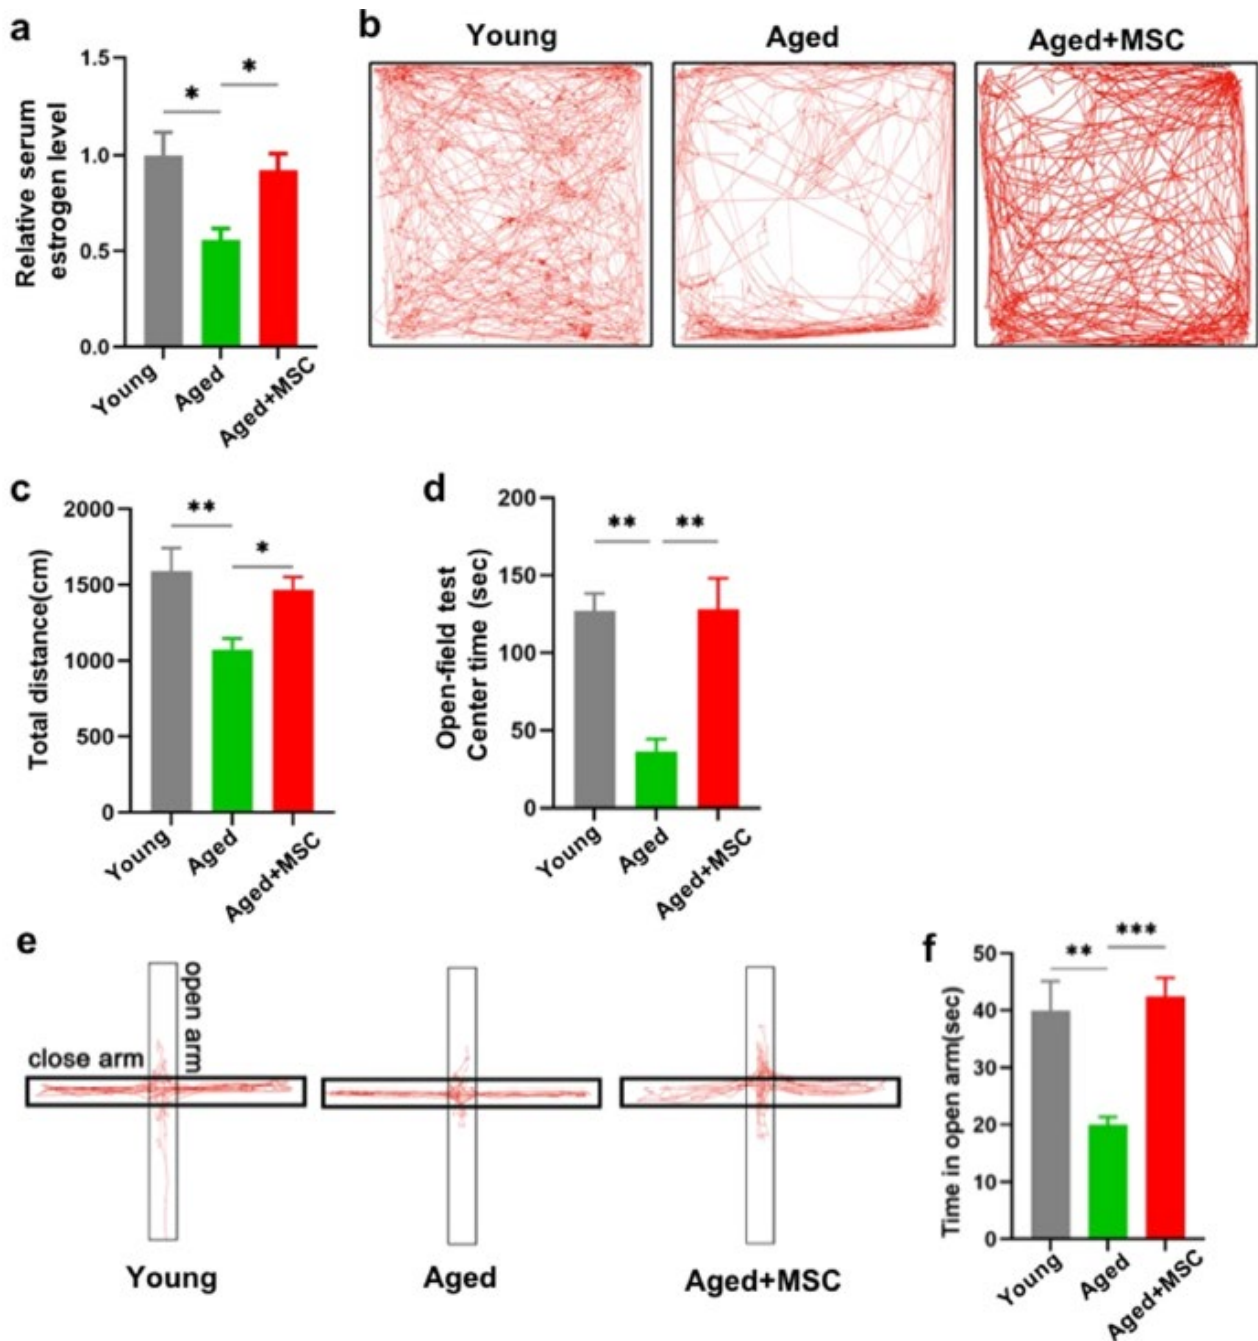 a
Relative serum
estrogen level
1.5
1.0
0.5
0.0
*
*
Young
Aged
Aged+MSC
b
Young
Aged
Aged+MSC
c
Total distance(cm)
2000
1500
1000
500
0
**
*
Young
Aged
Aged+MSC
d
Open-field test
Center time (sec)
200
150
100
50
0
**
**
Young
Aged
Aged+MSC
e
open arm
close arm
Young
Aged
Aged+MSC
f
Time in open arm(sec)
50
40
30
20
10
0
**
***
Young
Aged
Aged+MSC